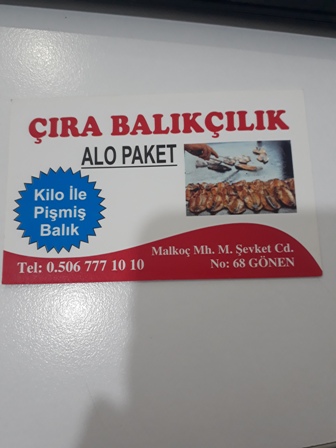 ÇIRA BALIKÇILIK
ALO PAKET
Kilo İle
Pişmiş
Balık
Malkoç Mh. M. Şevket Cd.
Tel: 0.506 777 10 10
No: 68 GÖNEN